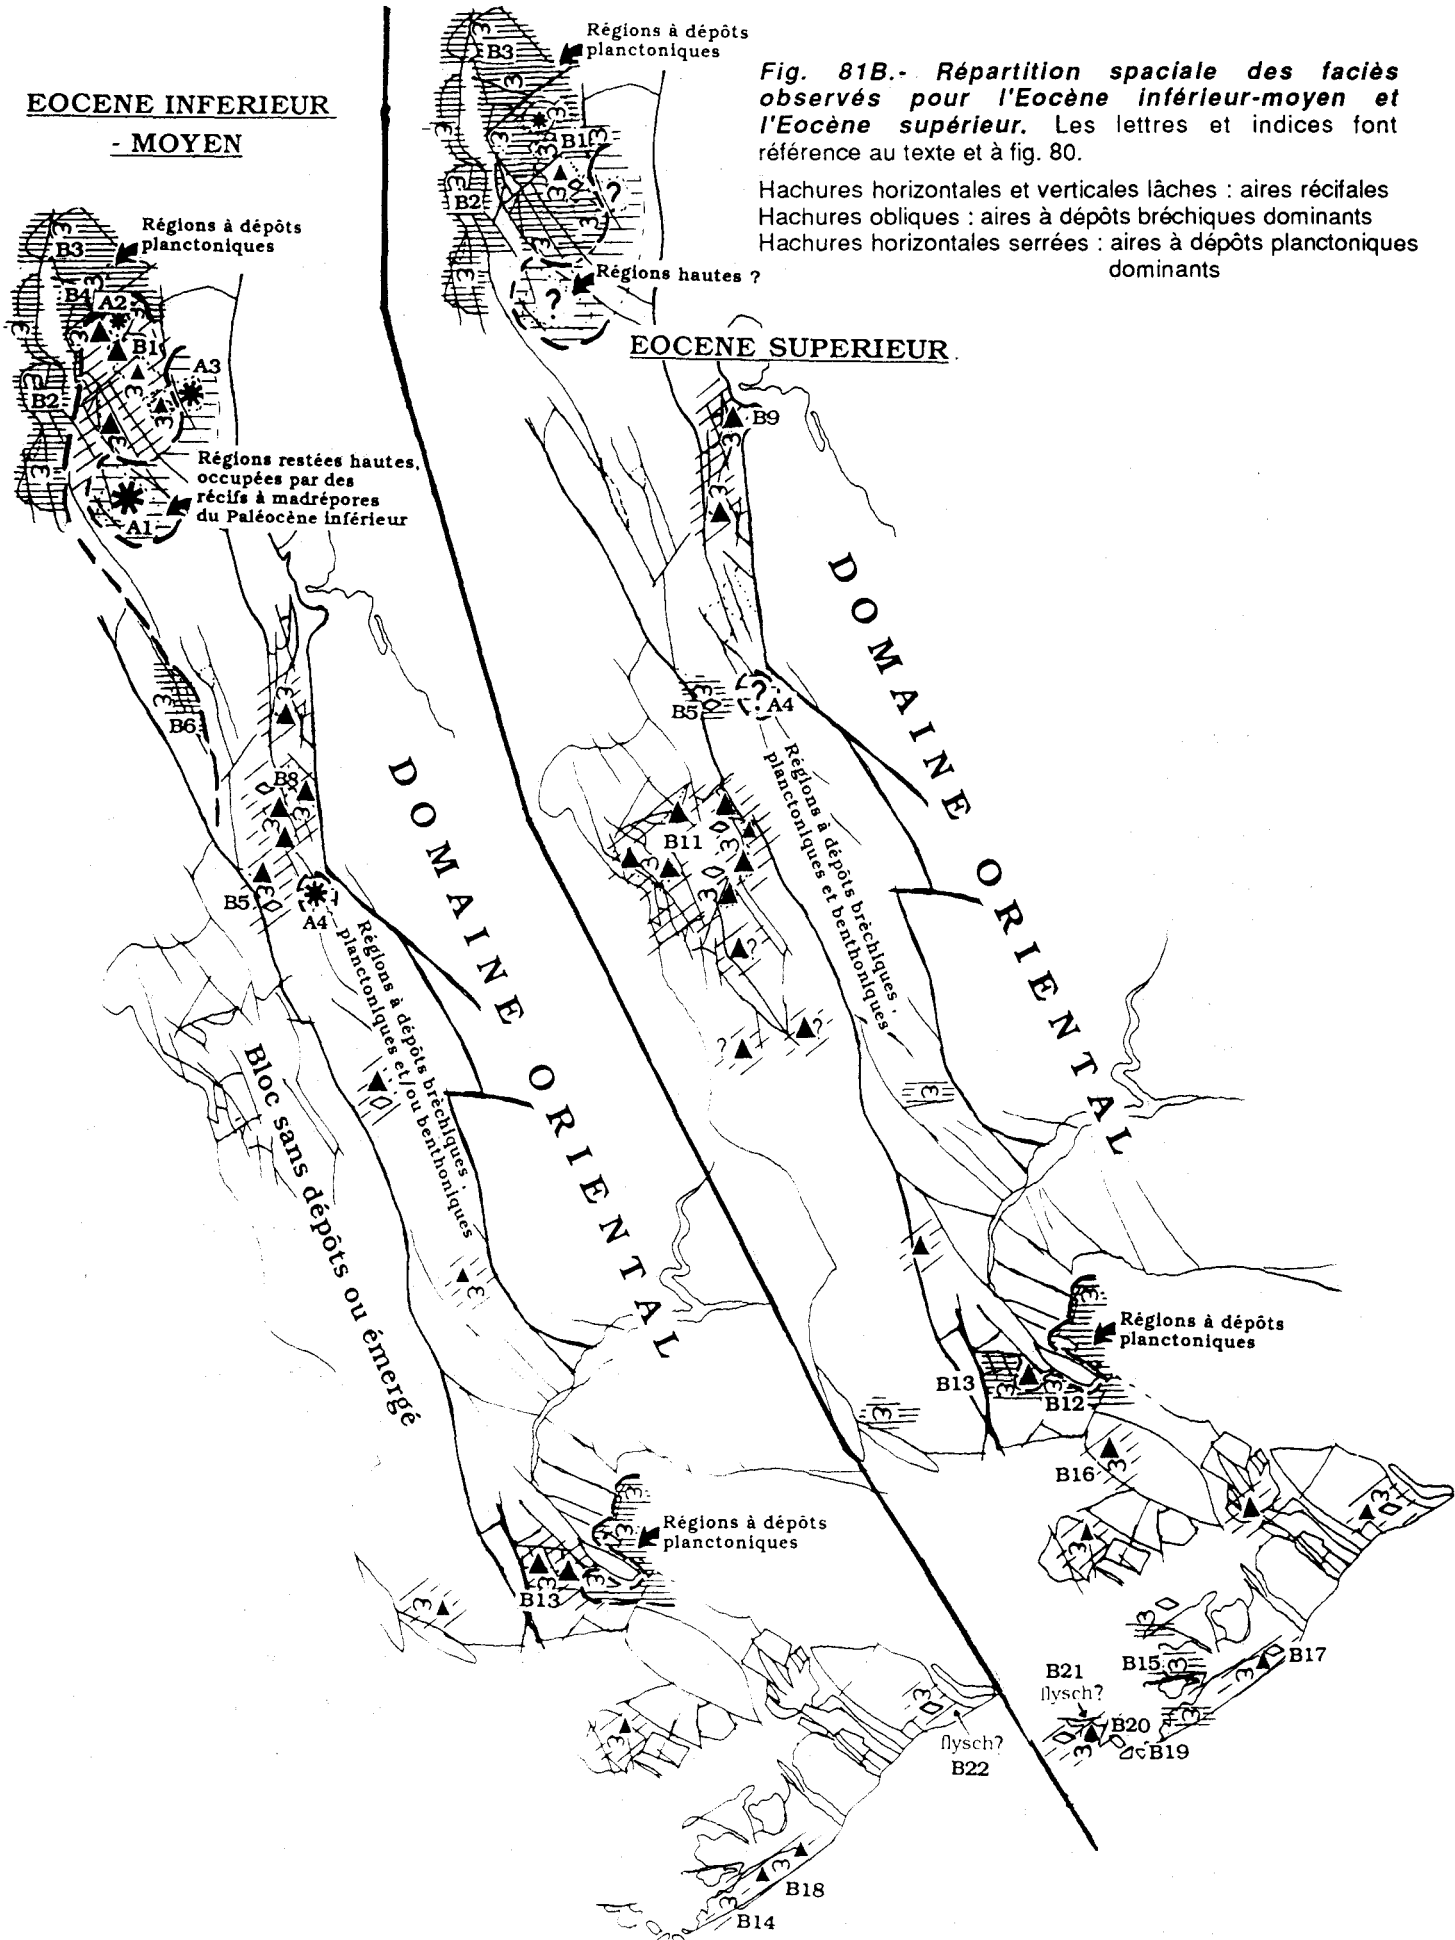 EOCENE INFERIEUR
- MOYEN
Régions à dépôts
planctoniques
B3
B4
A2
B1
A3
B2
Régions restées hautes,
occupées par des
récifs à madrépores
du Paléocène inférieur
A1
B6
B8
B5
A4
DOMAINE ORIENTAL
Régions à dépôts bréchiques,
planctoniques et/ou benthoniques
Bloc sans dépôts ou émergé
Régions à dépôts
planctoniques
B13
flysch?
B22
B18
B14
Régions à dépôts
planctoniques
B3
B1
?
B2
Régions hautes ?
?
EOCENE SUPERIEUR
Fig. 81B.- Répartition spaciale des faciès
observés pour l'Eocène inférieur-moyen et
l'Eocène supérieur. Les lettres et indices font
référence au texte et à fig. 80.
Hachures horizontales et verticales lâches : aires récifales
Hachures obliques : aires à dépôts bréchiques dominants
Hachures horizontales serrées : aires à dépôts planctoniques
dominants
B9
DOMAINE ORIENTAL
B5
?
A4
Régions à dépôts bréchiques,
planctoniques et benthoniques
B11
?
?
?
Régions à dépôts
planctoniques
B13
B12
B16
B15
B17
B21
flysch?
B20
B19